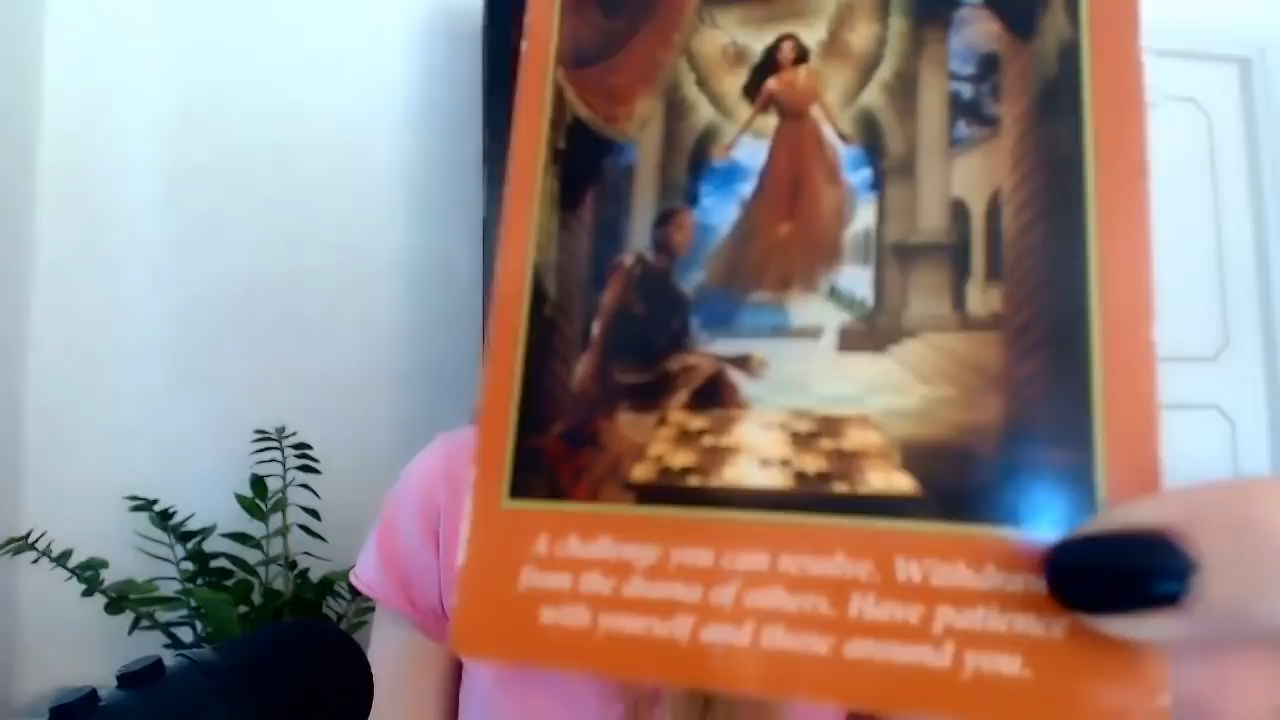 A challenge you can resolve. Withdraw
from the drama of others. Have patience
with yourself and those around you.